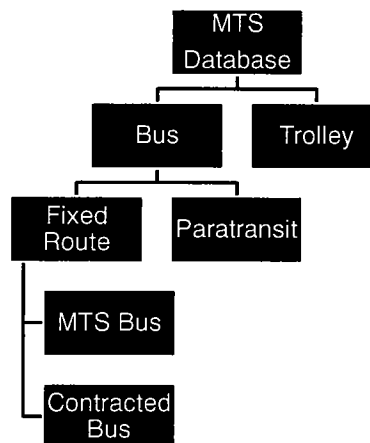 MTS
Database
Bus
Trolley
Fixed
Route
Paratransit
MTS Bus
Contracted
Bus